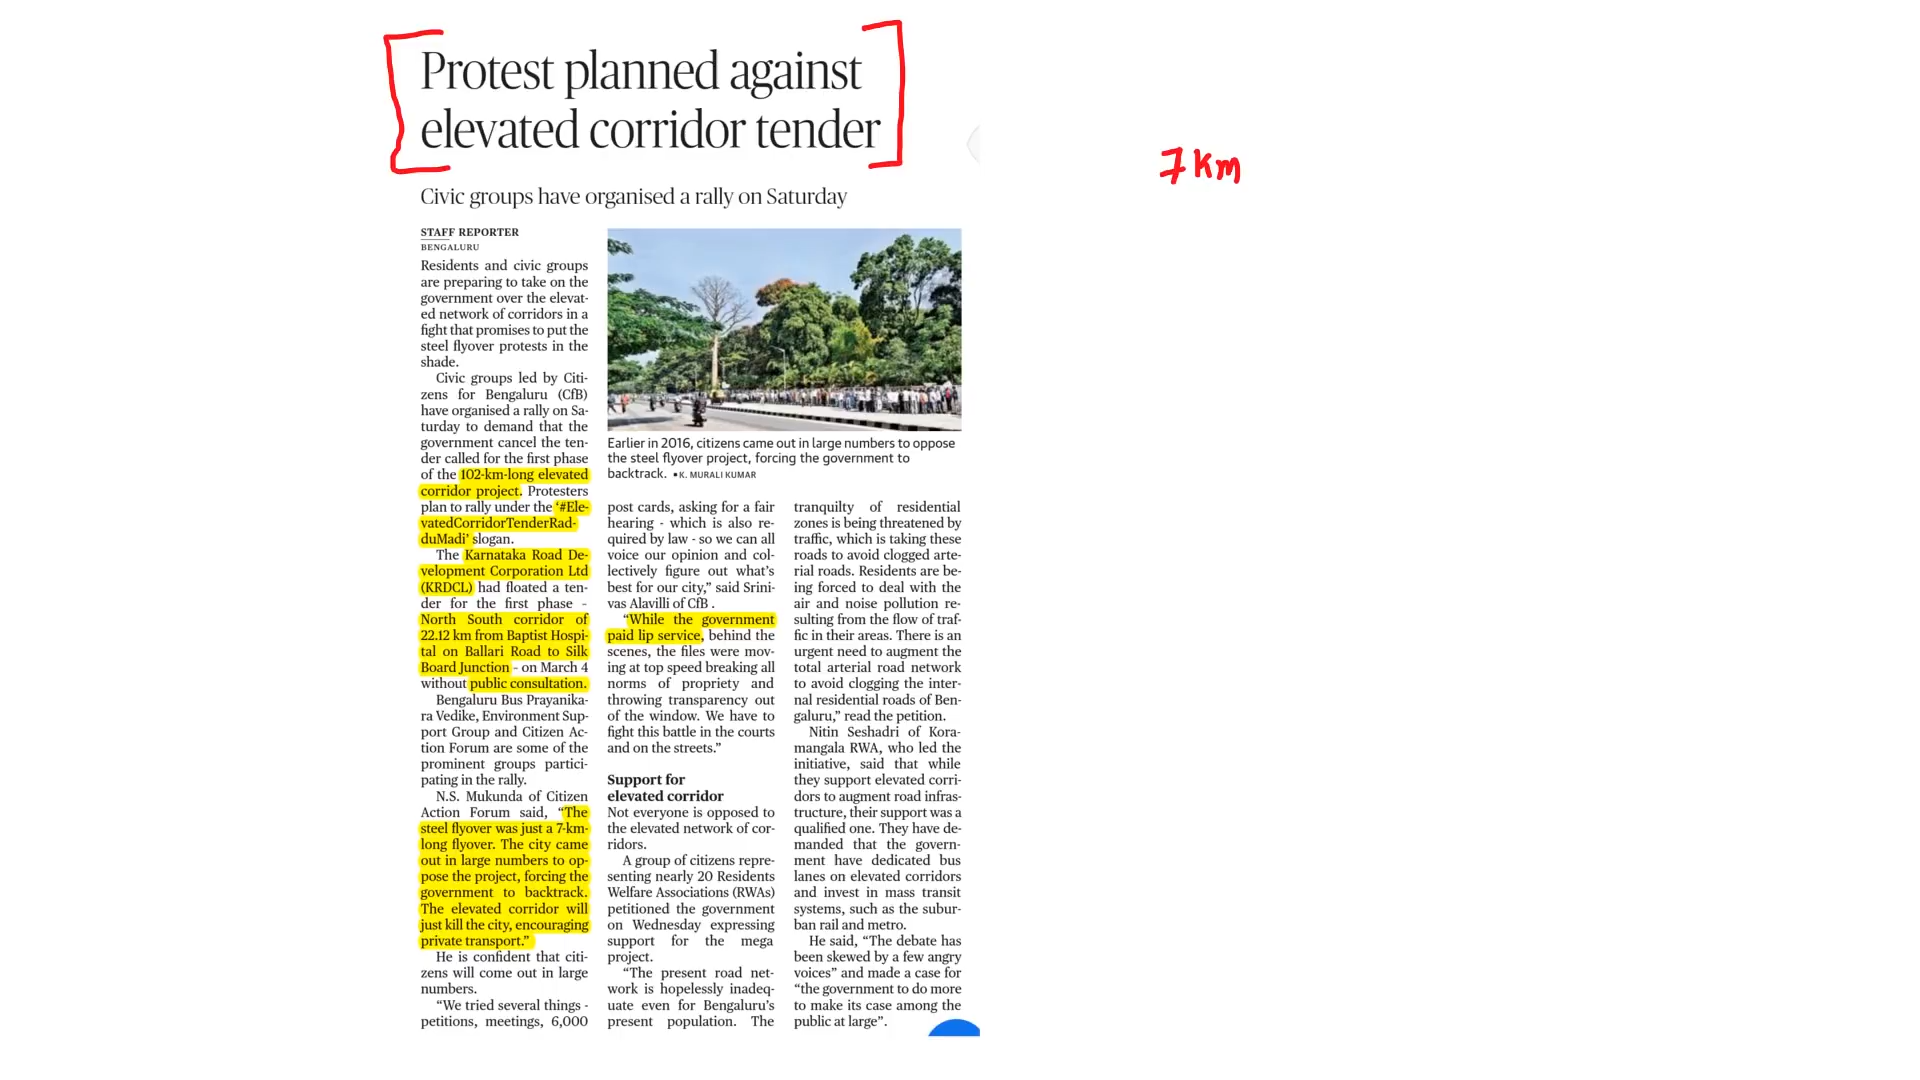 Protest planned against
elevated corridor tender
7 km
Civic groups have organised a rally on Saturday
STAFF REPORTER
BENGALURU
Residents and civic groups
are preparing to take on the
government over the elevat-
ed network of corridors in a
fight that promises to put the
steel flyover protests in the
shade.
Civic groups led by Citi-
zens for Bengaluru (CfB)
have organised a rally on Sa-
turday to demand that the
government cancel the ten-
der called for the first phase
of the 102-km-long elevated
corridor project. Protesters
plan to rally under the ‘#Ele-
vatedCorridorTenderRad-
duMadi’ slogan.
The Karnataka Road De-
velopment Corporation Ltd
(KRDCL) had floated a ten-
der for the first phase -
North South corridor of
22.12 km from Baptist Hospi-
tal on Ballari Road to Silk
Board Junction - on March 4
without public consultation.
Bengaluru Bus Prayanika-
ra Vedike, Environment Sup-
port Group and Citizen Ac-
tion Forum are some of the
prominent groups partici-
pating in the rally.
N.S. Mukunda of Citizen
Action Forum said, “The
steel flyover was just a 7-km-
long flyover. The city came
out in large numbers to op-
pose the project, forcing the
government to backtrack.
The elevated corridor will
just kill the city, encouraging
private transport.”
He is confident that citi-
zens will come out in large
numbers.
“We tried several things -
petitions, meetings, 6,000
Earlier in 2016, citizens came out in large numbers to oppose
the steel flyover project, forcing the government to
backtrack. •K. MURALI KUMAR
post cards, asking for a fair
hearing - which is also re-
quired by law - so we can all
voice our opinion and col-
lectively figure out what’s
best for our city,” said Srini-
vas Alavilli of CfB .
“While the government
paid lip service, behind the
scenes, the files were mov-
ing at top speed breaking all
norms of propriety and
throwing transparency out
of the window. We have to
fight this battle in the courts
and on the streets.”
Support for
elevated corridor
Not everyone is opposed to
the elevated network of cor-
ridors.
A group of citizens repre-
senting nearly 20 Residents
Welfare Associations (RWAs)
petitioned the government
on Wednesday expressing
support for the mega
project.
“The present road net-
work is hopelessly inadeq-
uate even for Bengaluru’s
present population. The
tranquility of residential
zones is being threatened by
traffic, which is taking these
roads to avoid clogged arte-
rial roads. Residents are be-
ing forced to deal with the
air and noise pollution re-
sulting from the flow of traf-
fic in their areas. There is an
urgent need to augment the
total arterial road network
to avoid clogging the inter-
nal residential roads of Ben-
galuru,” read the petition.
Nitin Seshadri of Kora-
mangala RWA, who led the
initiative, said that while
they support elevated corri-
dors to augment road infras-
tructure, their support was a
qualified one. They have de-
manded that the govern-
ment have dedicated bus
lanes on elevated corridors
and invest in mass transit
systems, such as the subur-
ban rail and metro.
He said, “The debate has
been skewed by a few angry
voices” and made a case for
“the government to do more
to make its case among the
public at large”.